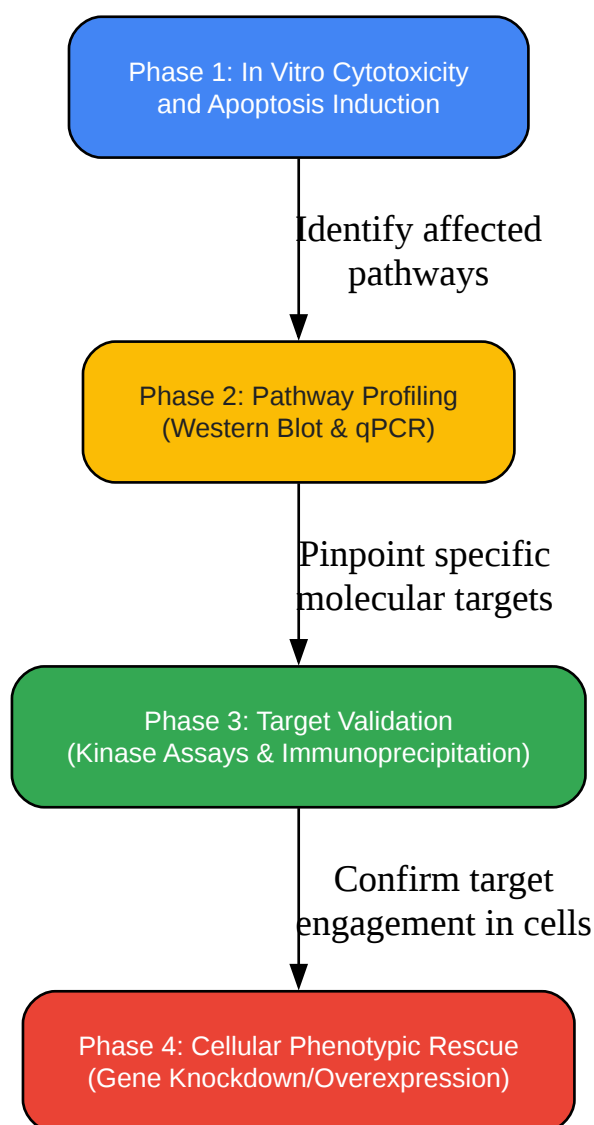 Phase 1: In Vitro Cytotoxicity
and Apoptosis Induction
Identify affected
pathways
Phase 2: Pathway Profiling
(Western Blot & qPCR)
Pinpoint specific
molecular targets
Phase 3: Target Validation
(Kinase Assays & Immunoprecipitation)
Confirm target
engagement in cells
Phase 4: Cellular Phenotypic Rescue
(Gene Knockdown/Overexpression)